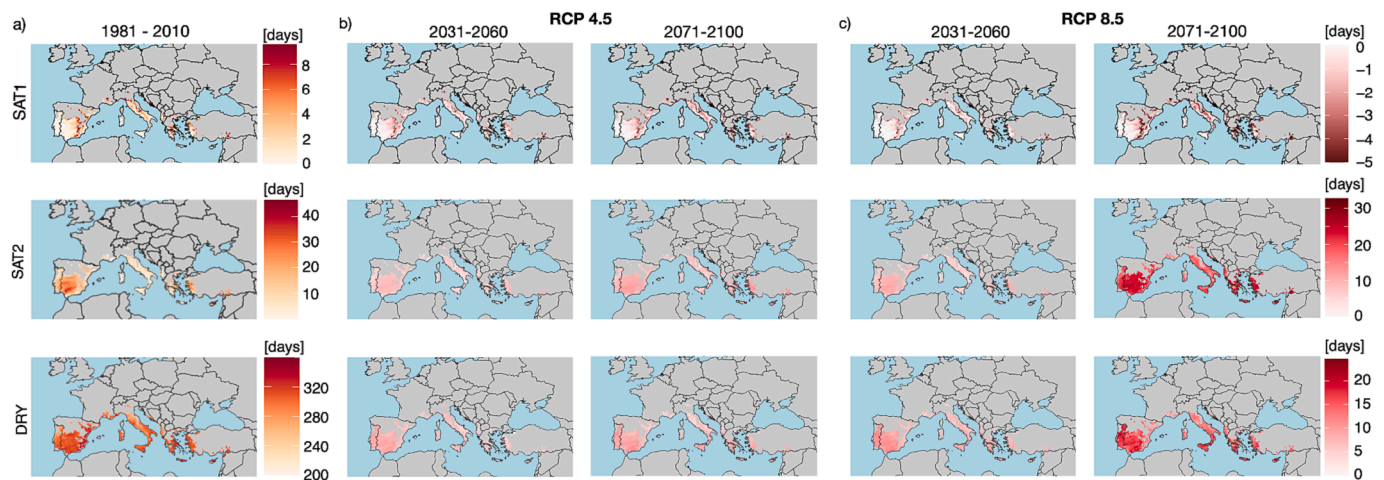 a)
1981 - 2010
b)
RCP 4.5
2031-2060
2071-2100
c)
RCP 8.5
2031-2060
2071-2100
SAT1
[days]
8
6
4
2
0
[days]
0
−1
−2
−3
−4
−5
SAT2
[days]
40
30
20
10
[days]
30
20
10
0
DRY
[days]
320
280
240
200
[days]
20
15
10
5
0